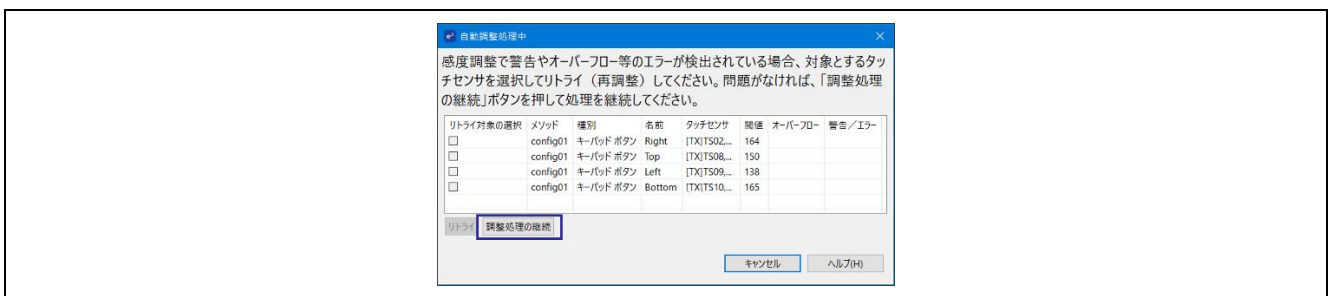 自動調整処理中
感度調整で警告やオーバーフロー等のエラーが検出されている場合、対象とするタッ
チセンサを選択してリトライ（再調整）してください。問題がなければ、「調整処理
の継続」ボタンを押して処理を継続してください。
リトライ対象の選択 メソッド 種別 名前 タッチセンサ 閾値 オーバーフロー 警告／エラー
config01 キーパッド ボタン Right [TX]TS02,... 164
config01 キーパッド ボタン Top [TX]TS08,... 150
config01 キーパッド ボタン Left [TX]TS09,... 138
config01 キーパッド ボタン Bottom [TX]TS10,... 165
リトライ 調整処理の継続
キャンセル ヘルプ(H)